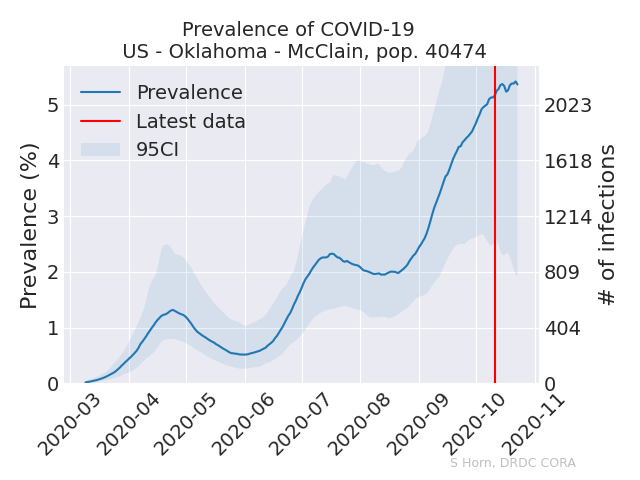 Prevalence of COVID-19
US - Oklahoma - McClain, pop. 40474
Prevalence
Latest data
95CI
Prevalence (%)
5
4
3
2
1
0
2023
1618
1214
809
404
0
# of infections
2020-03
2020-04
2020-05
2020-06
2020-07
2020-08
2020-09
2020-10
2020-11
S Horn, DRDC CORA